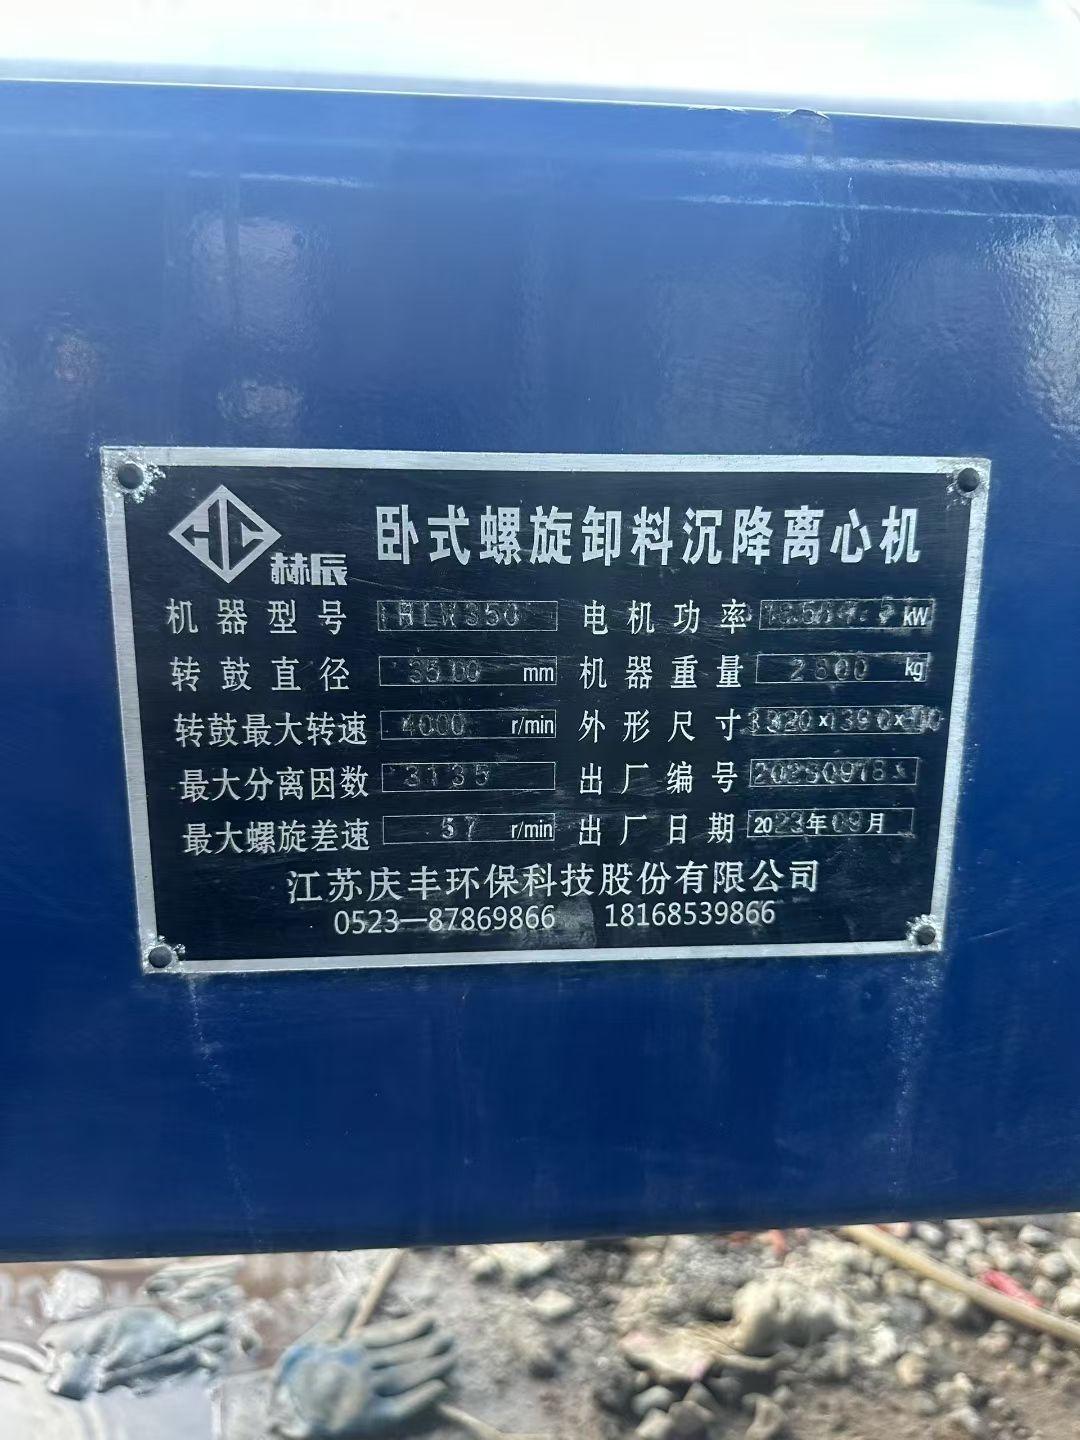 HC 赫辰
卧式螺旋卸料沉降离心机
机器型号 HLW350 电机功率 kW
转鼓直径 mm 机器重量 2800 kg
转鼓最大转速 4000 r/min 外形尺寸
最大分离因数 3135 出厂编号
最大螺旋差速 57 r/min 出厂日期 2023年09月
江苏庆丰环保科技股份有限公司
0523—87869866 18168539866